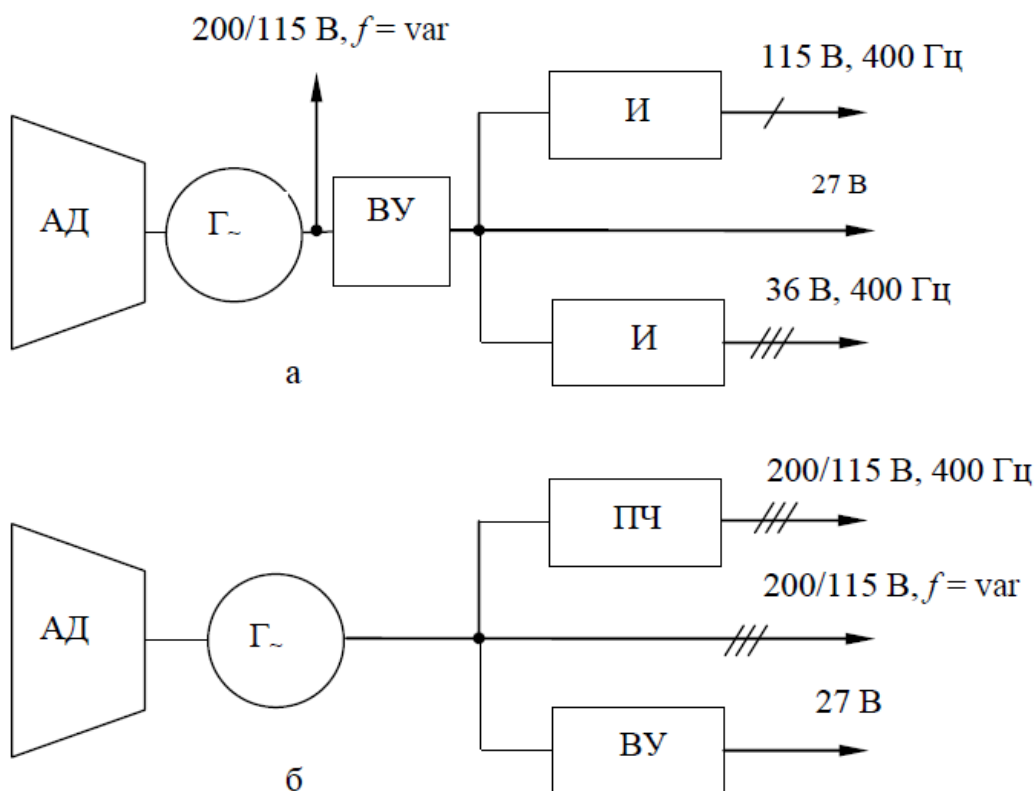 200/115 В, f = var
115 В, 400 Гц
И
27 В
АД
Г~
ВУ
36 В, 400 Гц
И
а
200/115 В, 400 Гц
ПЧ
200/115 В, f = var
АД
Г~
27 В
ВУ
б